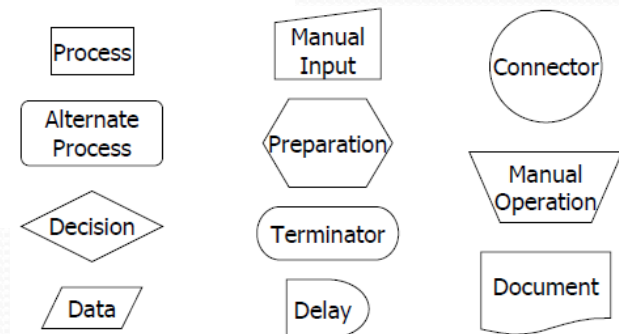 Process
Manual
Input
Connector
Alternate
Process
Preparation
Manual
Operation
Decision
Terminator
Document
Data
Delay